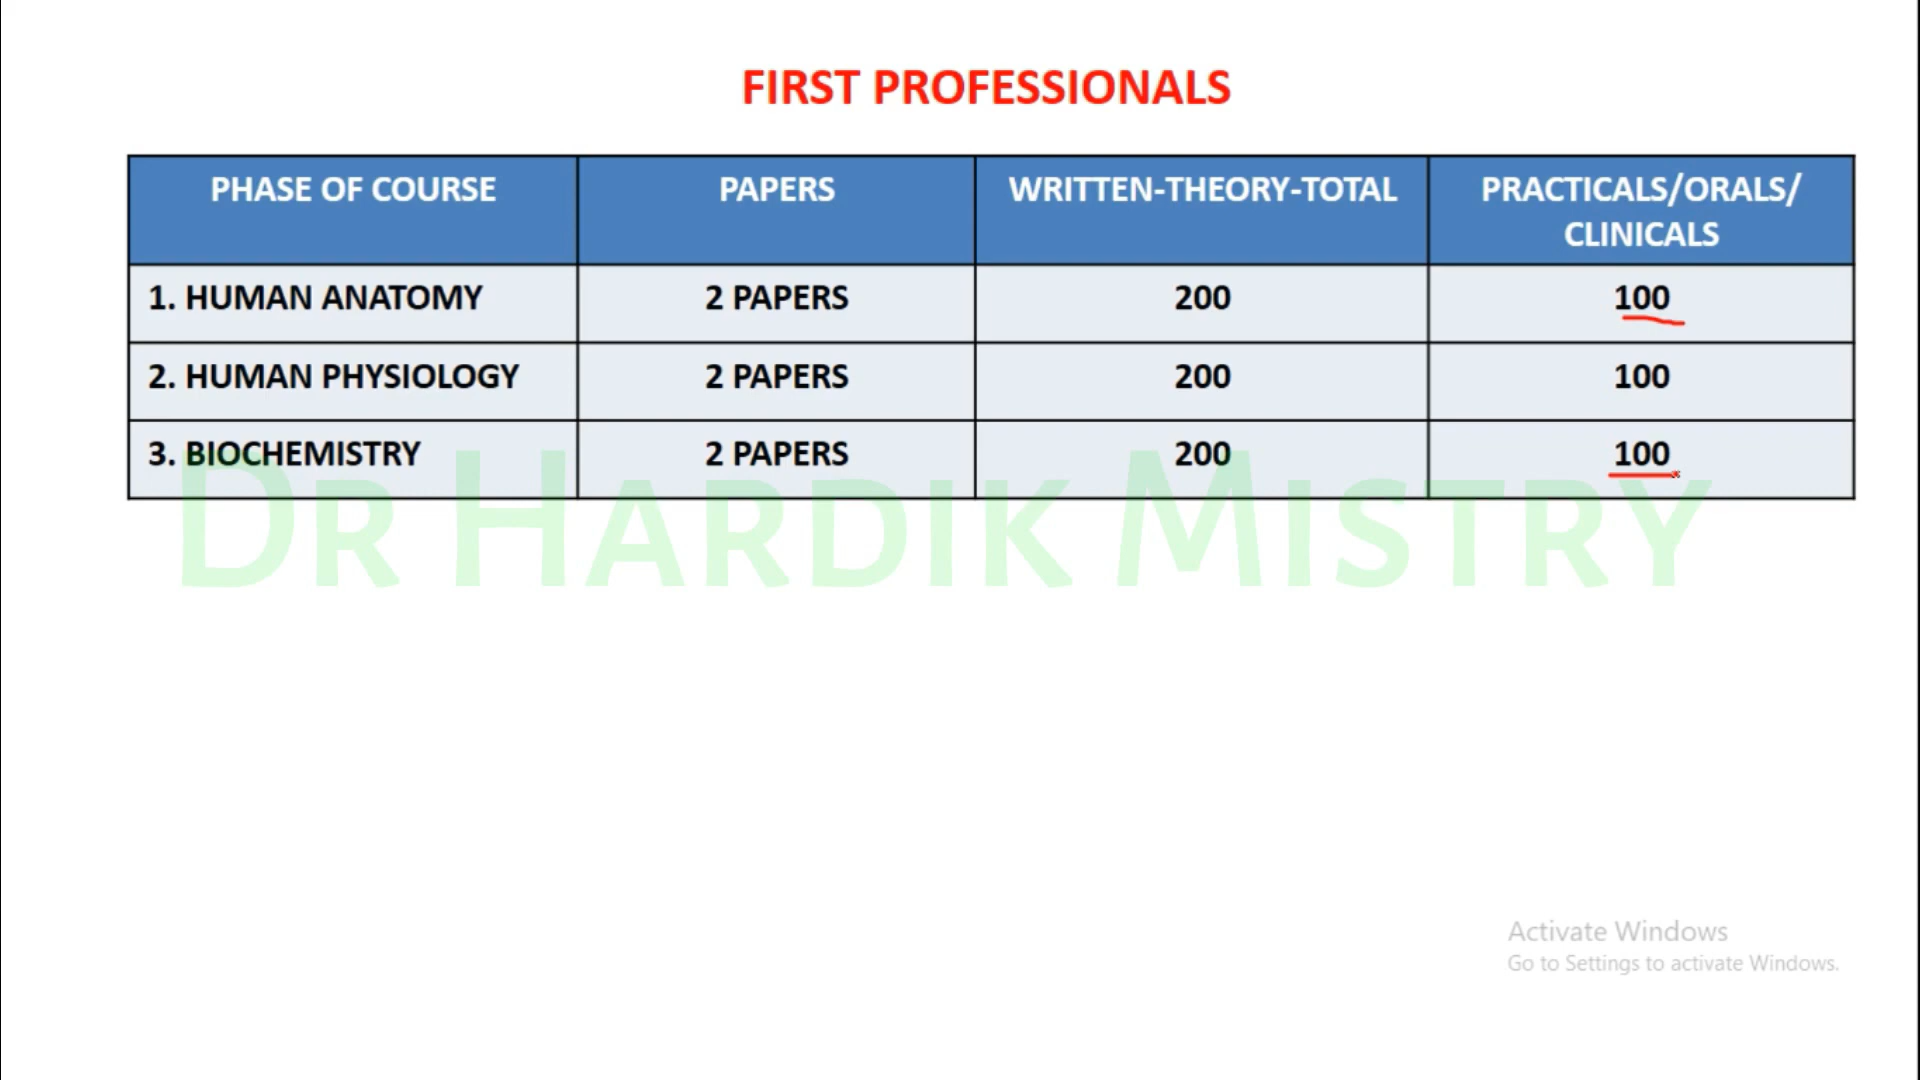 FIRST PROFESSIONALS
PHASE OF COURSE PAPERS WRITTEN-THEORY-TOTAL PRACTICALS/ORALS/
CLINICALS
1. HUMAN ANATOMY 2 PAPERS 200 100
2. HUMAN PHYSIOLOGY 2 PAPERS 200 100
3. BIOCHEMISTRY 2 PAPERS 200 100
DR HARDIK MISTRY
Activate Windows
Go to Settings to activate Windows.